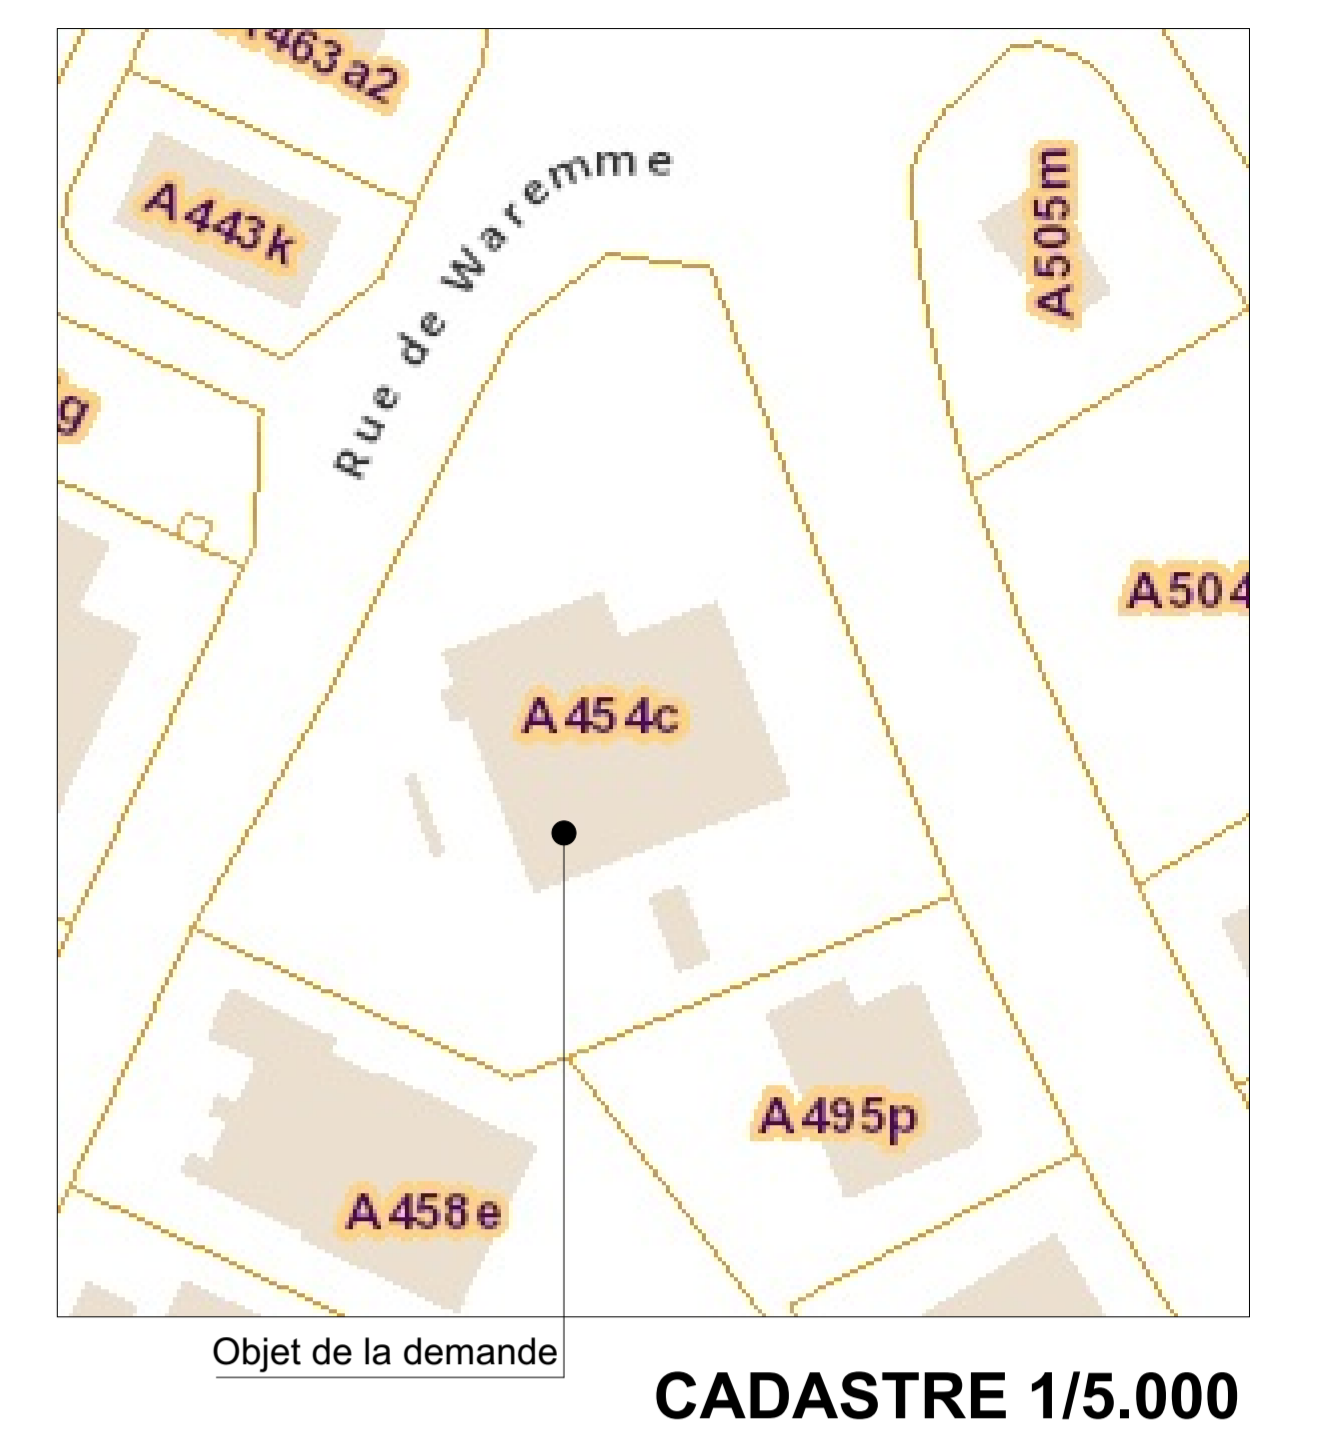 463a2
A443k
Rue de Waremme
A505m
g
A504
A454c
A495p
A458e
Objet de la demande
CADASTRE 1/5.000